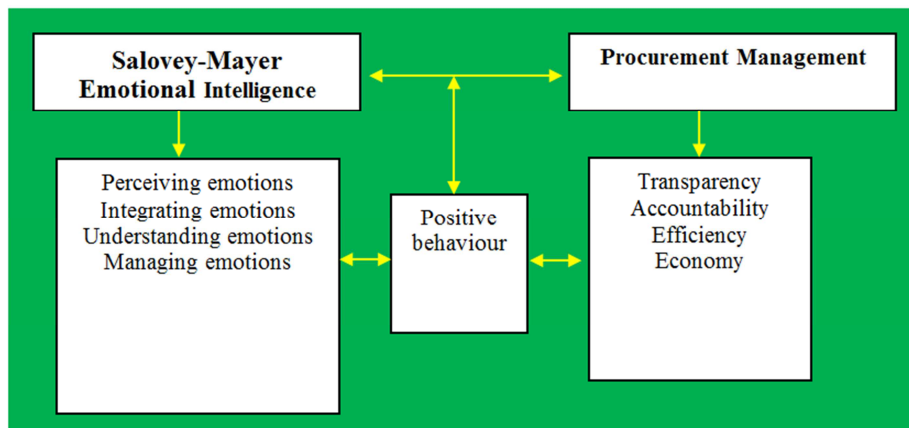 Salovey-Mayer
Emotional Intelligence
Procurement Management
Perceiving emotions
Integrating emotions
Understanding emotions
Managing emotions
Positive
behaviour
Transparency
Accountability
Efficiency
Economy